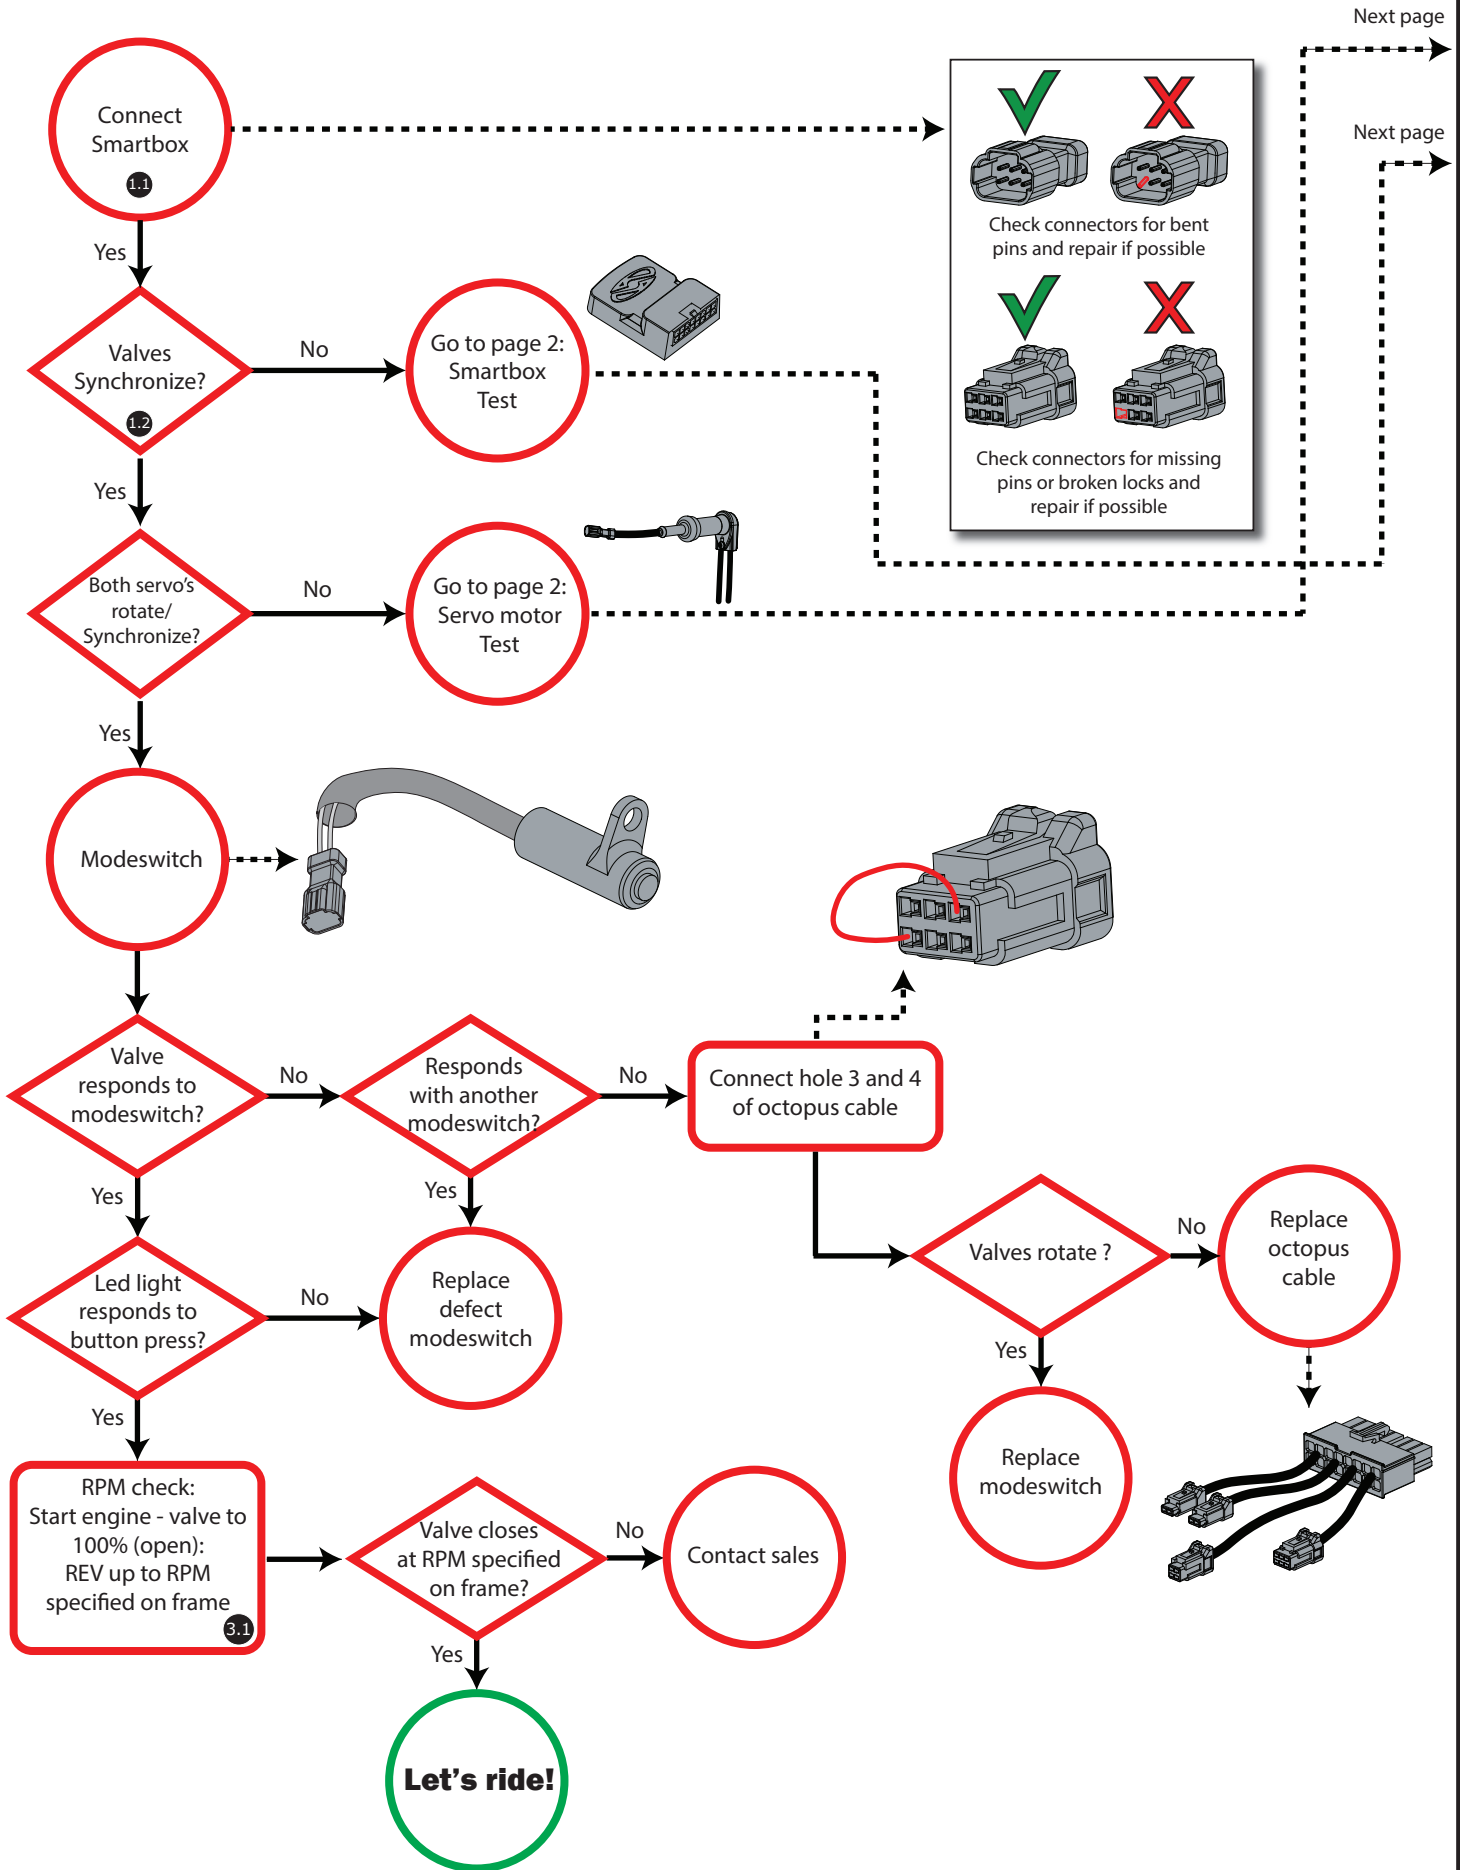 Next page
Connect
Smartbox
1.1
Next page
Check connectors for bent
pins and repair if possible
Yes
Valves
Synchronize?
1.2
No
Go to page 2:
Smartbox
Test
Check connectors for missing
pins or broken locks and
repair if possible
Yes
Both servo's
rotate/
Synchronize?
No
Go to page 2:
Servo motor
Test
Yes
Modeswitch
Valve
responds to
modeswitch?
No
Responds
with another
modeswitch?
No
Connect hole 3 and 4
of octopus cable
Yes
Yes
Valves rotate ?
No
Replace
octopus
cable
Led light
responds to
button press?
No
Replace
defect
modeswitch
Yes
Replace
modeswitch
Yes
RPM check:
Start engine - valve to
100% (open):
REV up to RPM
specified on frame
3.1
Valve closes
at RPM specified
on frame?
No
Contact sales
Yes
Let's ride!